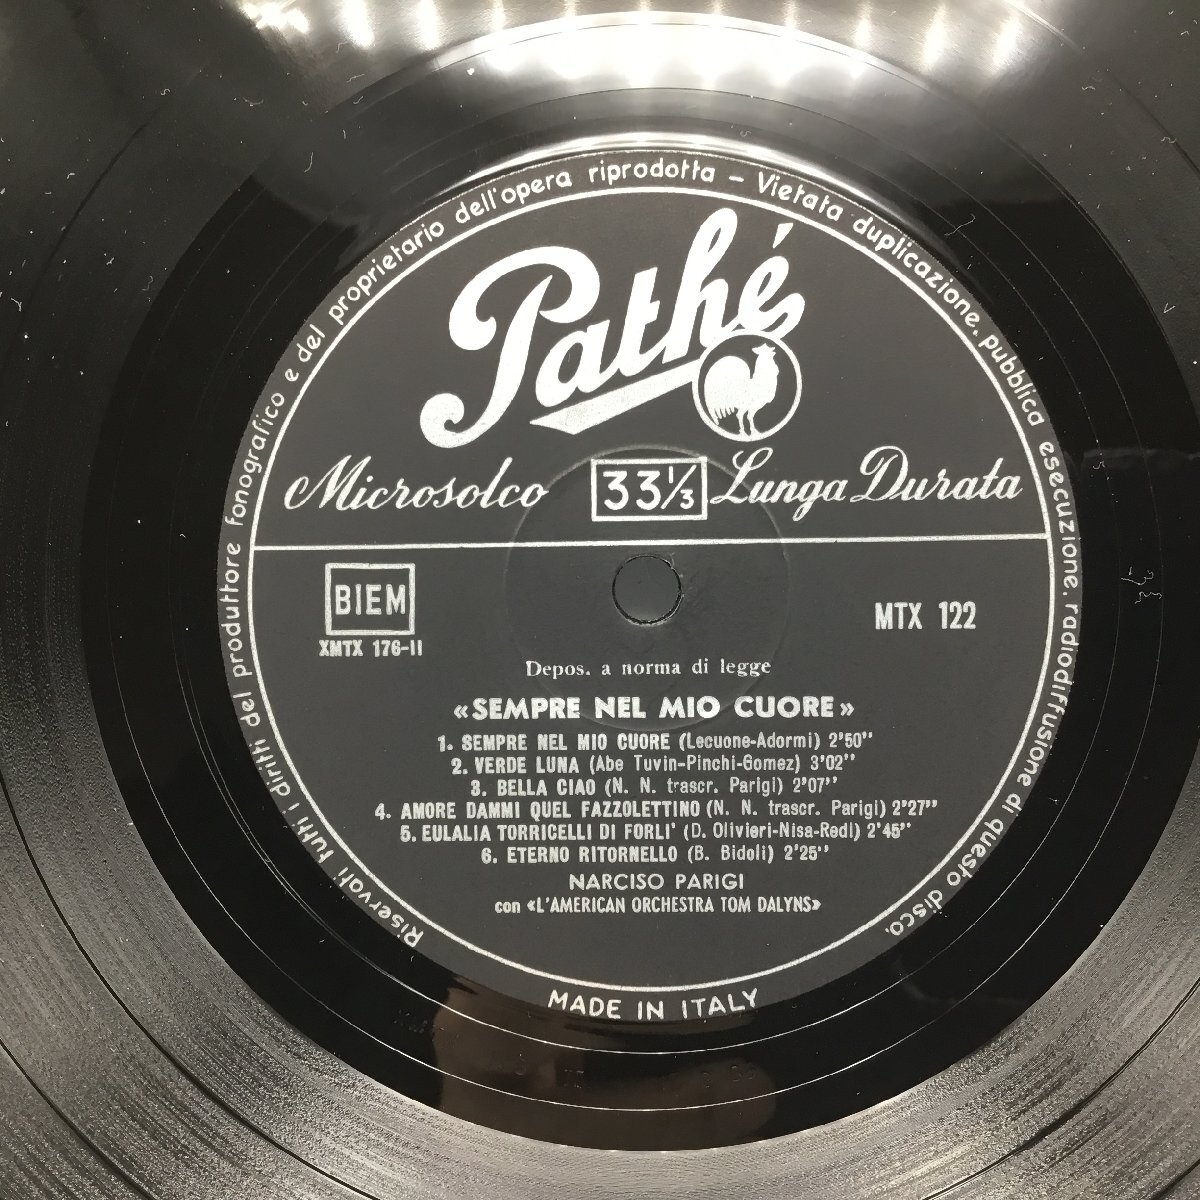 Riservati tutti i diritti del produttore fonografico e del proprietario dell'opera riprodotta – Vietata duplicazione. pubblica esecuzione. radiodiffusione di questo disco.
Pathé
Microsolco 33⅓ Lunga Durata
BIEM
XMTX 176-II
MTX 122
Depos. a norma di legge
«SEMPRE NEL MIO CUORE»
1. SEMPRE NEL MIO CUORE (Lecuone-Adormi) 2'50''
2. VERDE LUNA (Abe Tuvin-Pinchi-Gomez) 3'02''
3. BELLA CIAO (N. N. trascr. Parigi) 2'07''
4. AMORE DAMMI QUEL FAZZOLETTINO (N. N. trascr. Parigi) 2'27''
5. EULALIA TORRICELLI DI FORLI' (D. Olivieri-Nisa-Redi) 2'45''
6. ETERNO RITORNELLO (B. Bidoli) 2'25''
NARCISO PARIGI
con «L'AMERICAN ORCHESTRA TOM DALYNS»
MADE IN ITALY